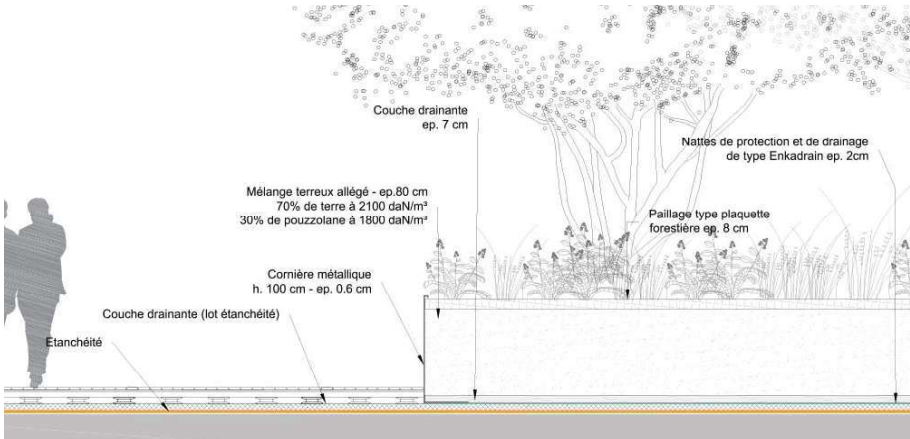 Couche drainante
ep. 7 cm
Nattes de protection et de drainage
de type Enkadrain ep. 2cm
Mélange terreux allégé - ep.80 cm
70% de terre à 2100 daN/m³
30% de pouzzolane à 1800 daN/m³
Paillage type plaquette
forestière ep. 8 cm
Cornière métallique
h. 100 cm - ep. 0.6 cm
Couche drainante (lot étanchéité)
Etanchéité